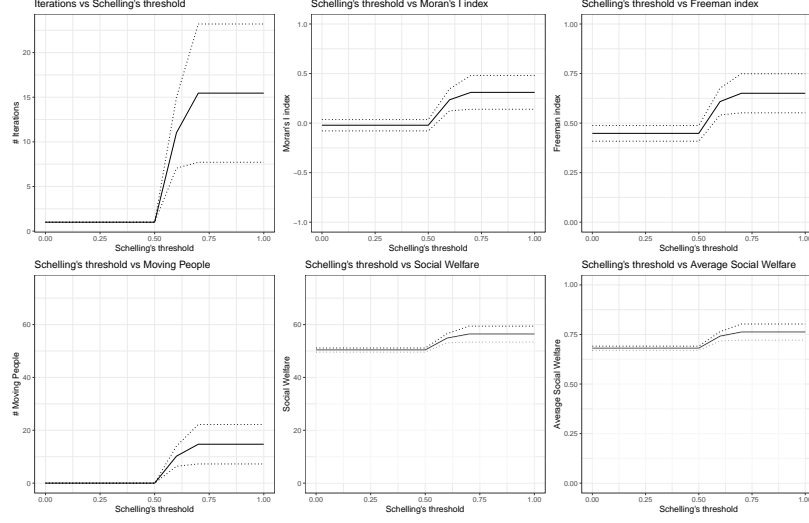 Iterations vs Schelling's threshold
# Iterations
25
20
15
10
5
0
0.00 0.25 0.50 0.75 1.00
Schelling's threshold
Schelling's threshold vs Moran's I index
Moran's I index
1.0
0.5
0.0
−0.5
−1.0
0.00 0.25 0.50 0.75 1.00
Schelling's threshold
Schelling's threshold vs Freeman index
Freeman index
1.00
0.75
0.50
0.25
0.00
0.00 0.25 0.50 0.75 1.00
Schelling's threshold
Schelling's threshold vs Moving People
# Moving People
60
40
20
0
0.00 0.25 0.50 0.75 1.00
Schelling's threshold
Schelling's threshold vs Social Welfare
Social Welfare
60
40
20
0
0.00 0.25 0.50 0.75 1.00
Schelling's threshold
Schelling's threshold vs Average Social Welfare
Average Social Welfare
1.00
0.75
0.50
0.25
0.00
0.00 0.25 0.50 0.75 1.00
Schelling's threshold